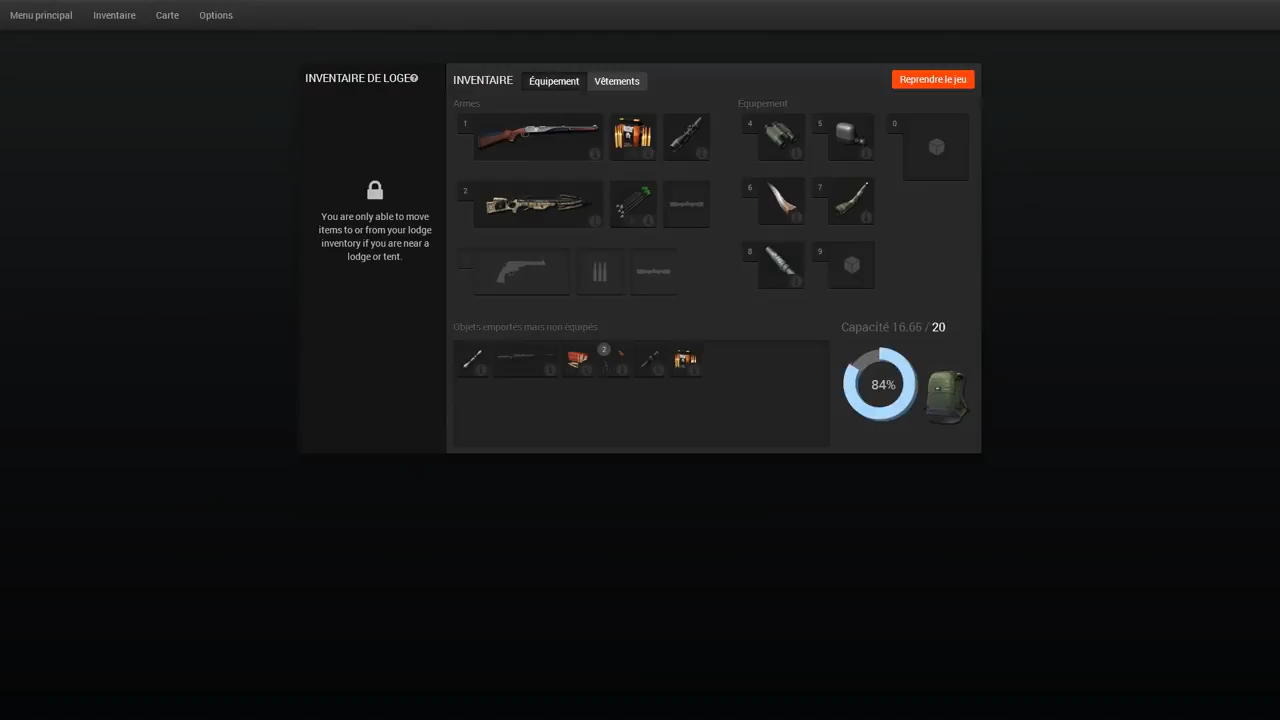 Menu principal Inventaire Carte Options
INVENTAIRE DE LOGE
INVENTAIRE Équipement Vêtements Reprendre le jeu
Armes Equipement
1 4 5 0
2 6 7
8 9
You are only able to move
items to or from your lodge
inventory if you are near a
lodge or tent.
Objets emportés mais non équipés
2
Capacité 16.65 / 20
84%